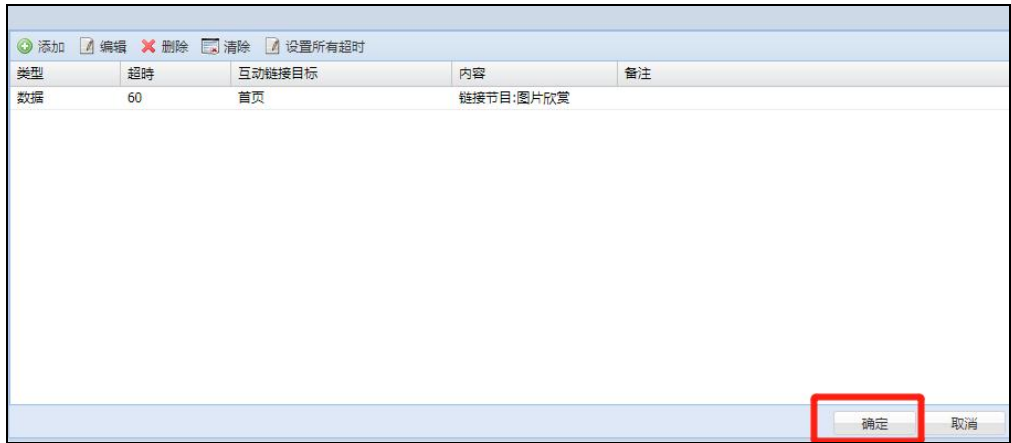 添加 编辑 删除 清除 设置所有超时
类型 超時 互动链接目标 内容 备注
数据 60 首页 链接节目:图片欣赏
确定 取消